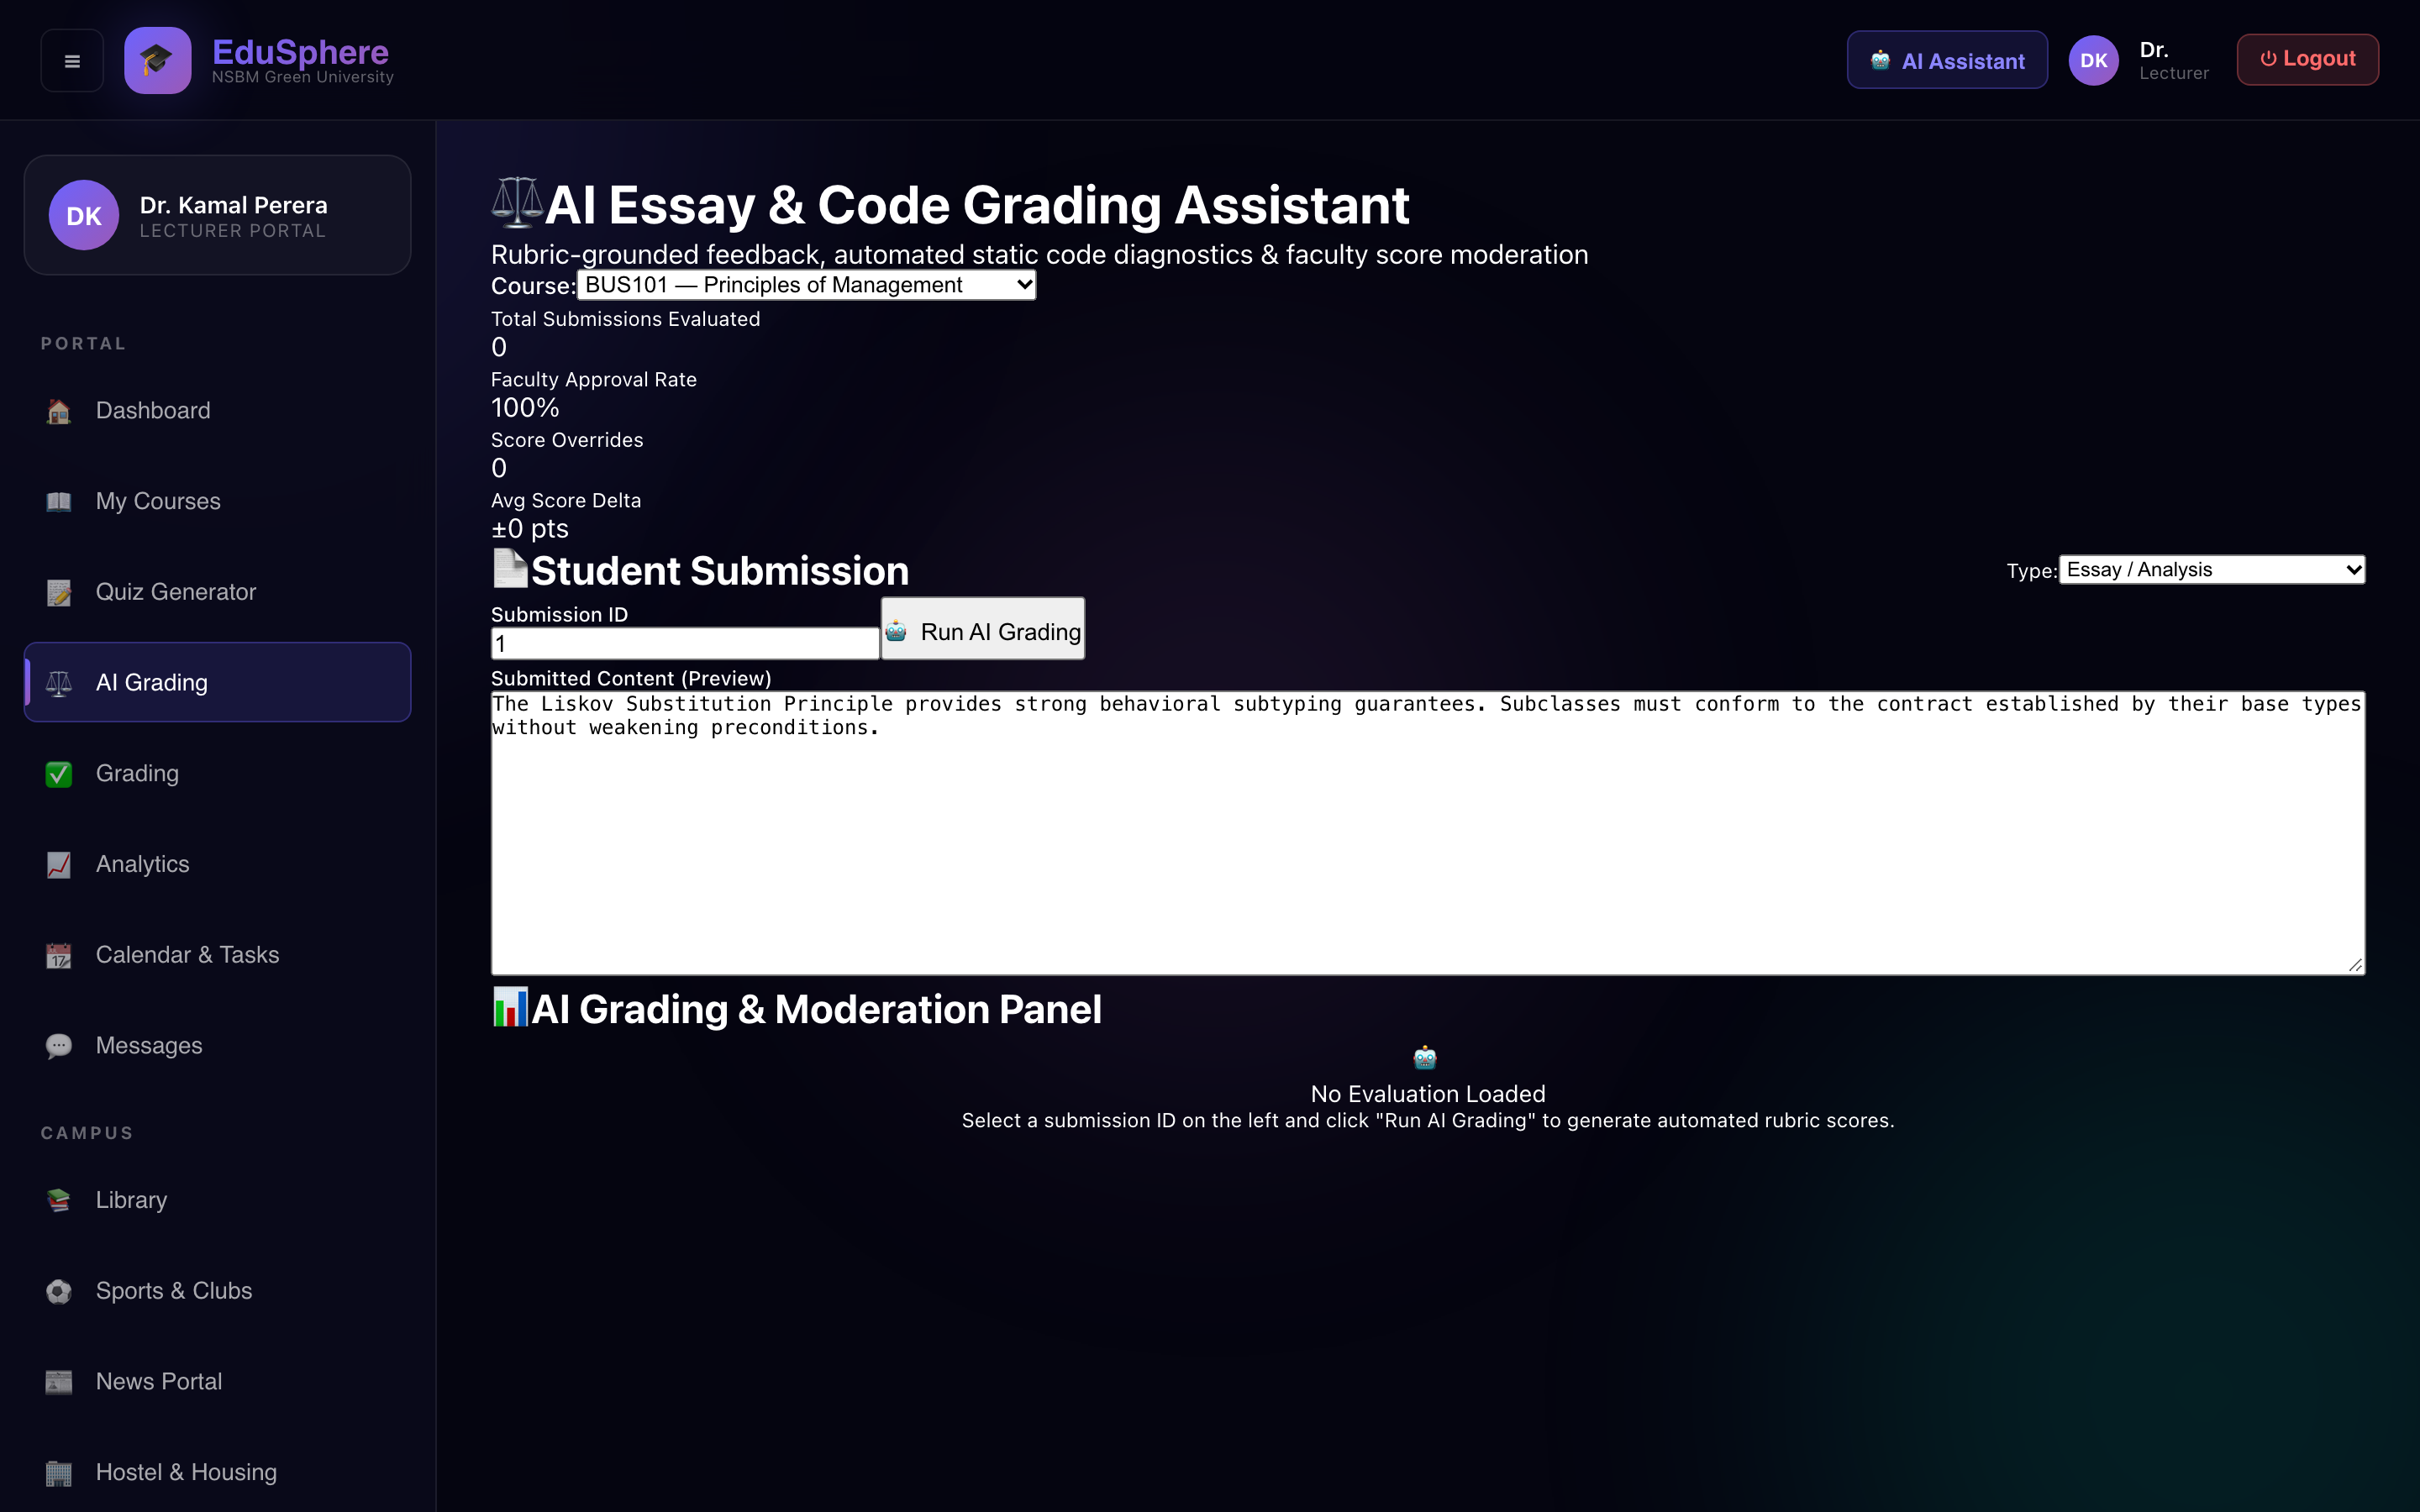 EduSphere
NSBM Green University
AI Assistant
DK
Dr.
Lecturer
Logout
DK
Dr. Kamal Perera
LECTURER PORTAL
PORTAL
Dashboard
My Courses
Quiz Generator
AI Grading
Grading
Analytics
Calendar & Tasks
Messages
CAMPUS
Library
Sports & Clubs
News Portal
Hostel & Housing
AI Essay & Code Grading Assistant
Rubric-grounded feedback, automated static code diagnostics & faculty score moderation
Course: BUS101 — Principles of Management
Total Submissions Evaluated
0
Faculty Approval Rate
100%
Score Overrides
0
Avg Score Delta
±0 pts
Student Submission
Type: Essay / Analysis
Submission ID
1
Run AI Grading
Submitted Content (Preview)
The Liskov Substitution Principle provides strong behavioral subtyping guarantees. Subclasses must conform to the contract established by their base types
without weakening preconditions.
AI Grading & Moderation Panel
No Evaluation Loaded
Select a submission ID on the left and click "Run AI Grading" to generate automated rubric scores.